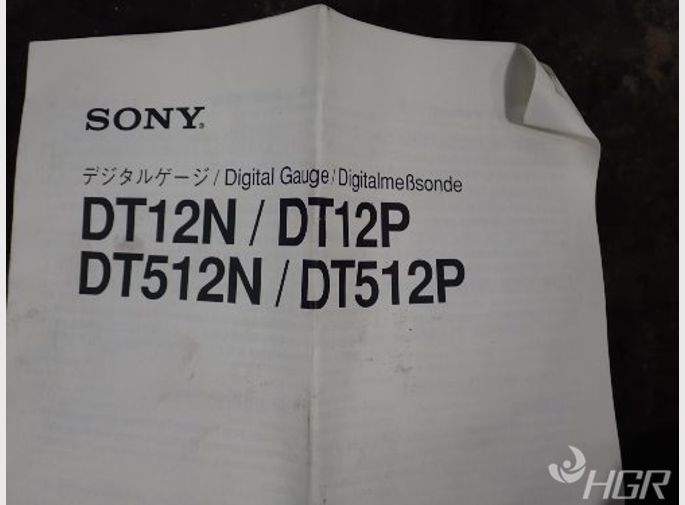 SONY®
デジタルゲージ / Digital Gauge / Digitalmeßsonde
DT12N / DT12P
DT512N / DT512P
HGR